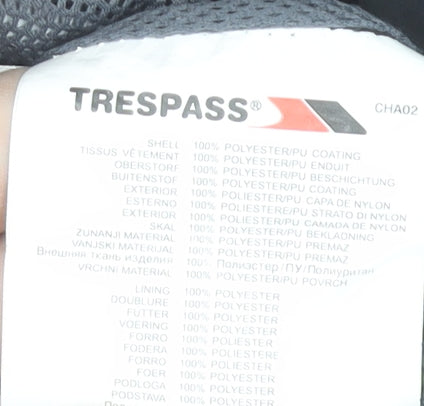 TRESPASS®
CHA02
SHELL 100% POLYESTER/PU COATING
TISSUS-VÊTEMENT 100% POLYESTER/PU ENDUIT
OBERSTORF 100% POLYESTER/PU BESCHICHTUNG
BUITENSTOF 100% POLYESTER/PU COATING
EXTERIOR 100% POLIESTER/PU CAPA DE NYLON
ESTERNO 100% POLIESTERE/PU STRATO DI NYLON
EXTERIOR 100% POLIESTER/PU CAMADA DE NYLON
SKAL 100% POLYESTER/PU BEKLÄDNING
ZUNANJI MATERIAL 100% POLYESTER/PU PREMAZ
VANJSKI MATERIJAL 100% POLYESTER/PU PREMAZ
Внешняя ткань изделия 100% Полиэстер/ПУ/Полиуритан
VRCHNI MATERIAL 100% POLYESTER/PU POVRCH
LINING 100% POLYESTER
DOUBLURE 100% POLYESTER
FUTTER 100% POLYESTER
VOERING 100% POLYESTER
FORRO 100% POLIESTER
FODERA 100% POLIESTERE
FORRO 100% POLIESTER
FOER 100% POLYESTER
PODLOGA 100% POLYESTER
PODSTAVA 100% POLYESTER